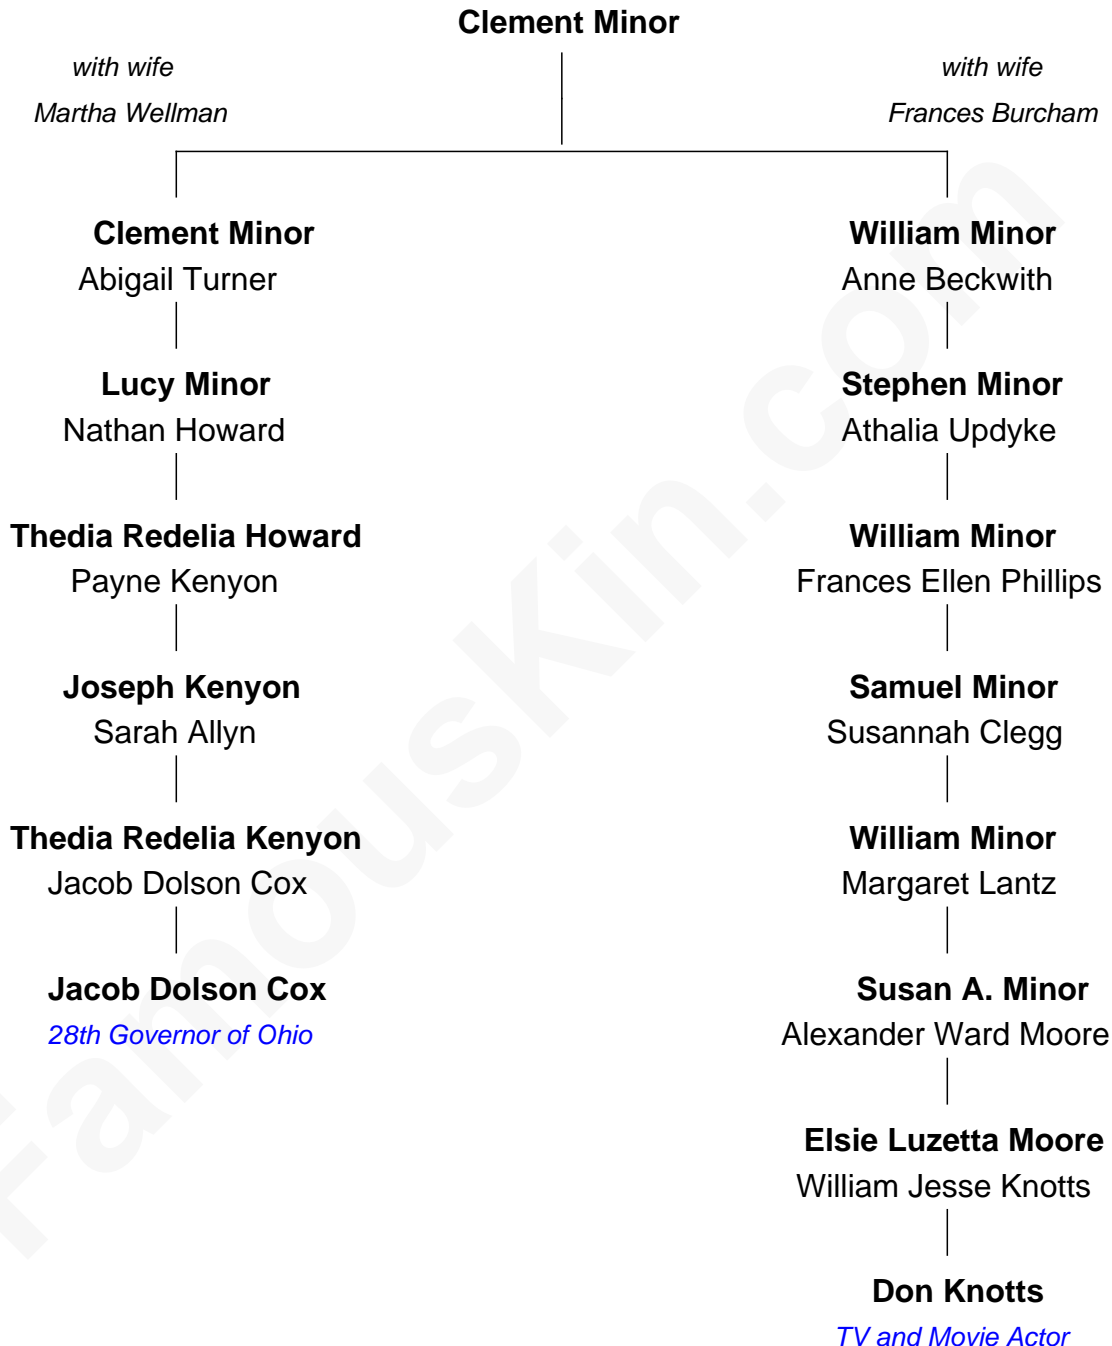 Clement Minor
with wife
Martha Wellman
with wife
Frances Burcham
Clement Minor
Abigail Turner
William Minor
Anne Beckwith
Lucy Minor
Nathan Howard
Stephen Minor
Athalia Updyke
Thedia Redelia Howard
Payne Kenyon
William Minor
Frances Ellen Phillips
Joseph Kenyon
Sarah Allyn
Samuel Minor
Susannah Clegg
Thedia Redelia Kenyon
Jacob Dolson Cox
William Minor
Margaret Lantz
Jacob Dolson Cox
28th Governor of Ohio
Susan A. Minor
Alexander Ward Moore
Elsie Luzetta Moore
William Jesse Knotts
Don Knotts
TV and Movie Actor
FamousKin.com